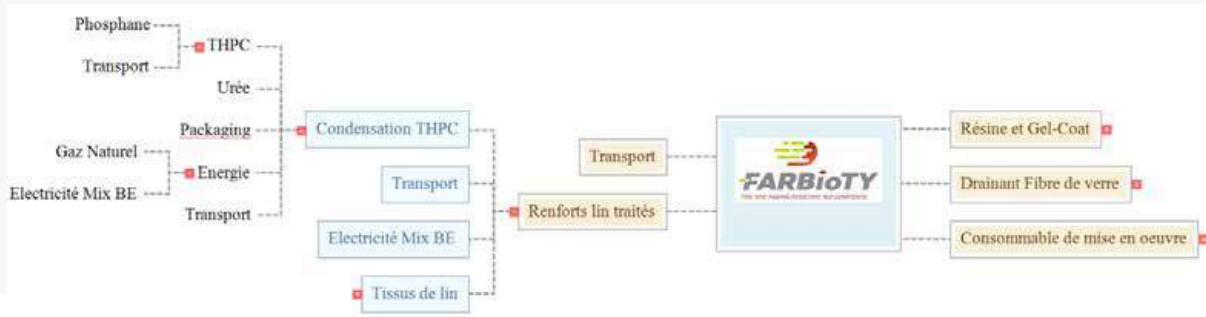 Phosphane
THPC
Transport
Urée
Packaging
Condensation THPC
Gaz Naturel
Energie
Electricité Mix BE
Transport
Transport
Electricité Mix BE
Tissus de lin
Transport
Renforts lin traités
FARBioTY
Résine et Gel-Coat
Drainant Fibre de verre
Consommable de mise en oeuvre